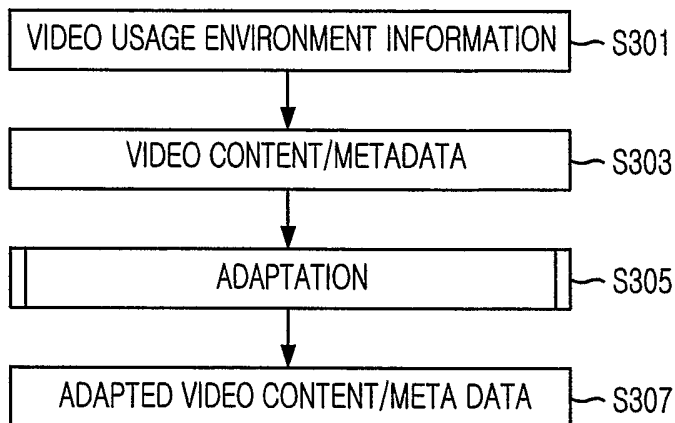 VIDEO USAGE ENVIRONMENT INFORMATION S301
VIDEO CONTENT/METADATA S303
ADAPTATION S305
ADAPTED VIDEO CONTENT/META DATA S307